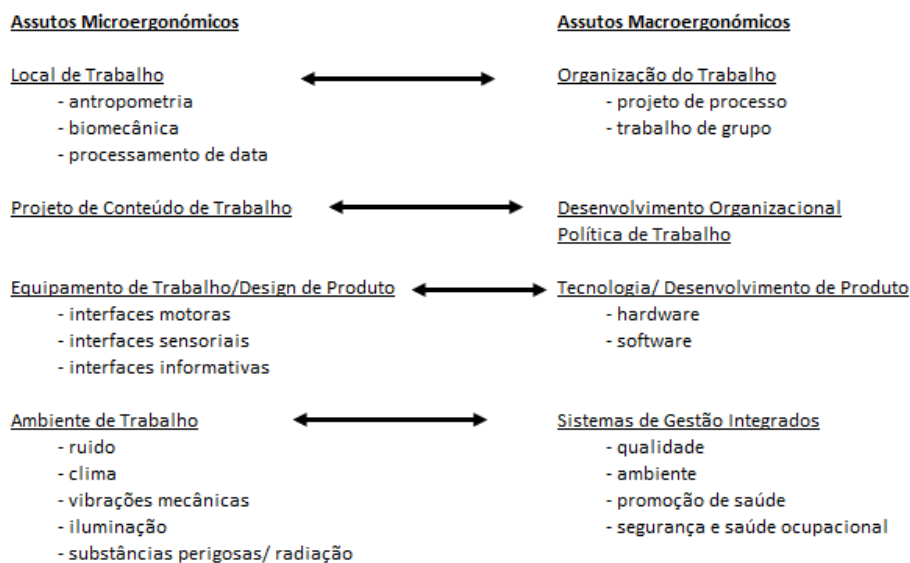 Assutos Microergonómicos
Assutos Macroergonómicos
Local de Trabalho
- antropometria
- biomecânica
- processamento de data
Organização do Trabalho
- projeto de processo
- trabalho de grupo
Projeto de Conteúdo de Trabalho
Desenvolvimento Organizacional
Política de Trabalho
Equipamento de Trabalho/Design de Produto
- interfaces motoras
- interfaces sensoriais
- interfaces informativas
Tecnologia/ Desenvolvimento de Produto
- hardware
- software
Ambiente de Trabalho
- ruido
- clima
- vibrações mecânicas
- iluminação
- substâncias perigosas/ radiação
Sistemas de Gestão Integrados
- qualidade
- ambiente
- promoção de saúde
- segurança e saúde ocupacional